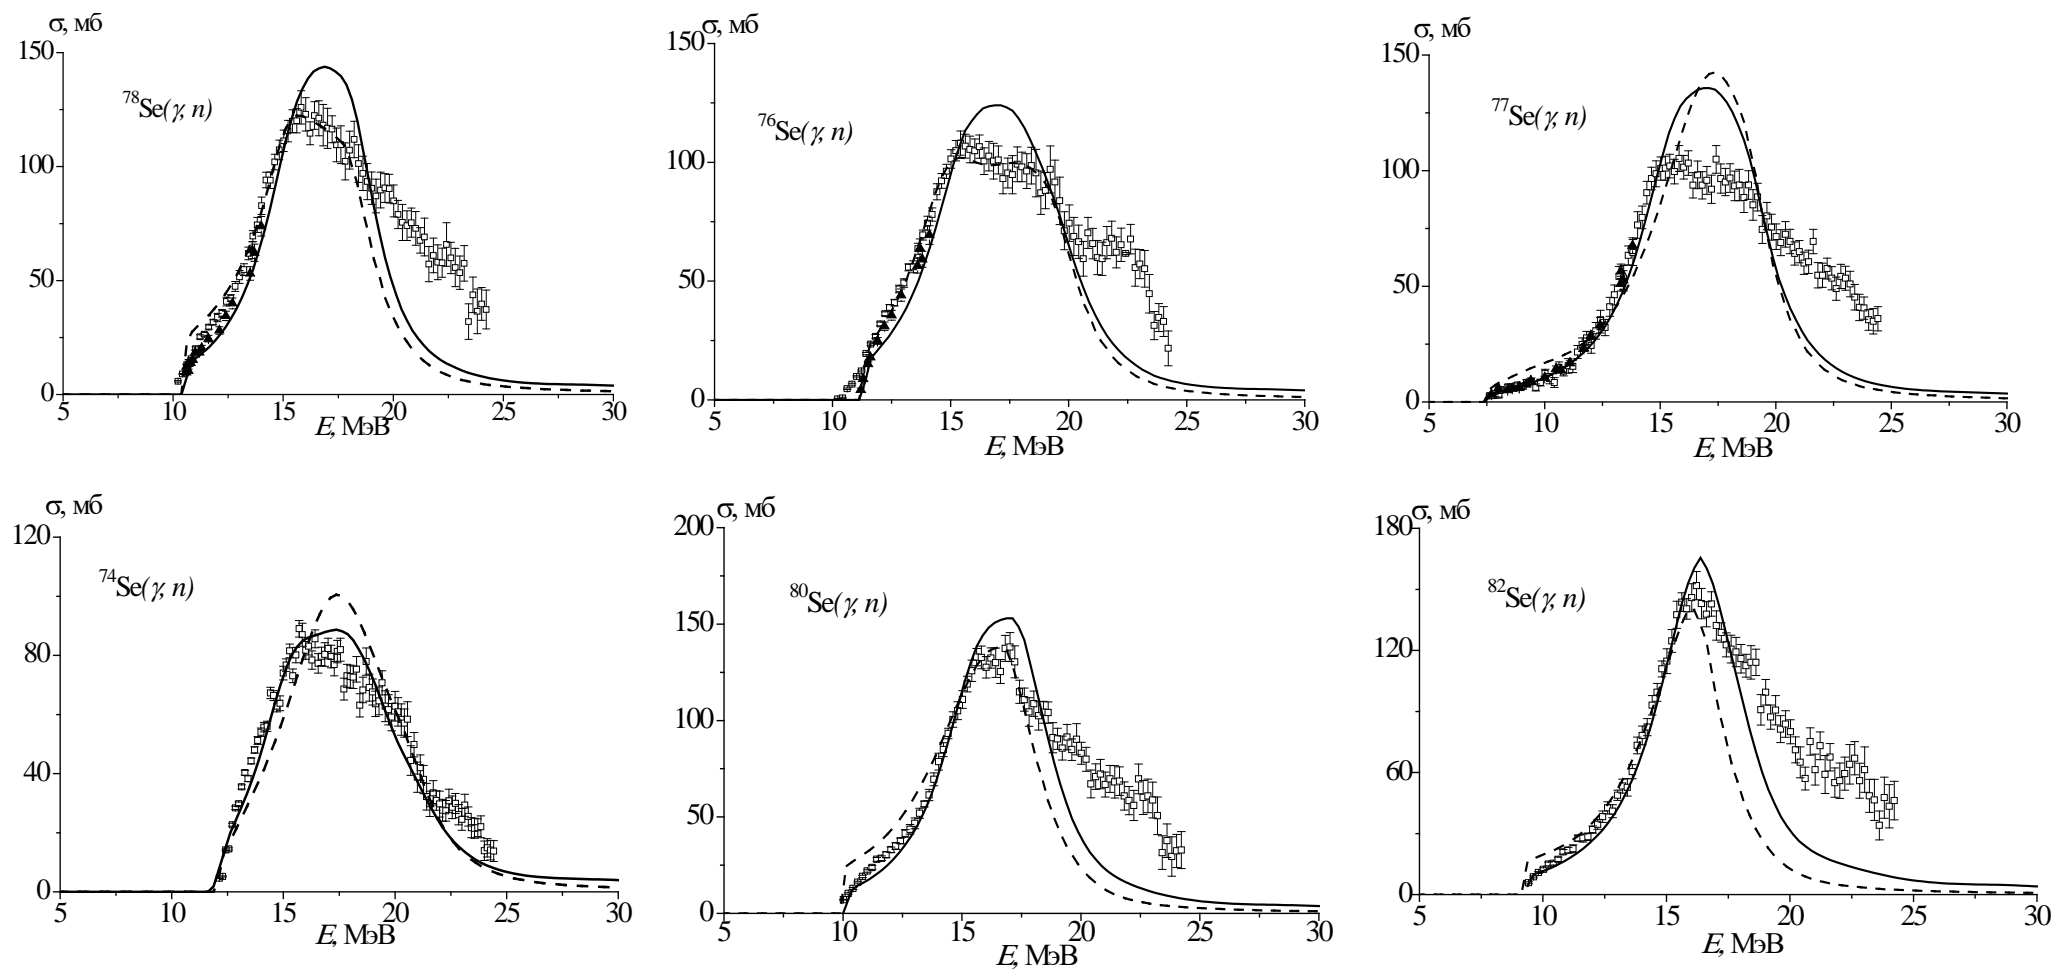 σ, мб
150
100
50
0
⁷⁸Se(γ, n)
5 10 15 20 25 30
E, МэВ
σ, мб
150
100
50
0
⁷⁶Se(γ, n)
5 10 15 20 25 30
E, МэВ
σ, мб
150
100
50
0
⁷⁷Se(γ, n)
5 10 15 20 25 30
E, МэВ
σ, мб
120
80
40
0
⁷⁴Se(γ, n)
5 10 15 20 25 30
E, МэВ
σ, мб
200
150
100
50
0
⁸⁰Se(γ, n)
5 10 15 20 25 30
E, МэВ
σ, мб
180
120
60
0
⁸²Se(γ, n)
5 10 15 20 25 30
E, МэВ